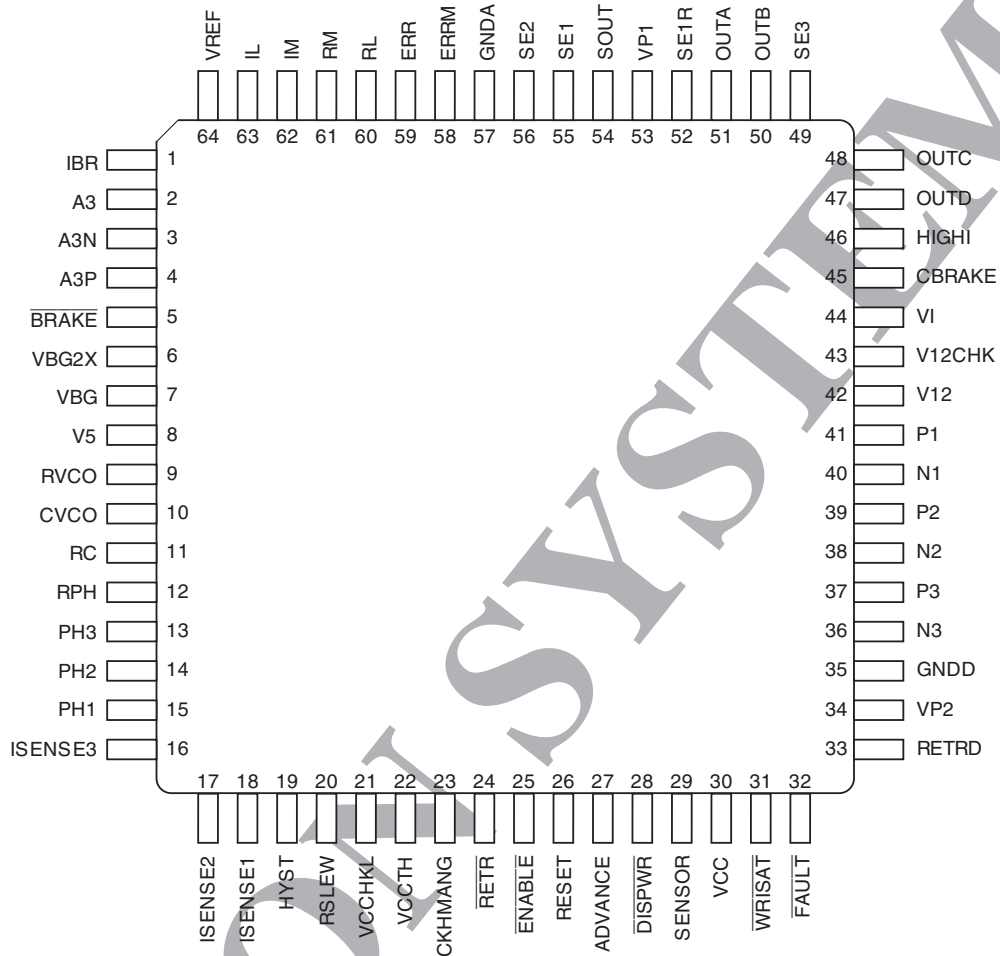 VREF IL IM RM RL ERR ERRM GNDA SE2 SE1 SOUT VP1 SE1R OUTA OUTB SE3
64 63 62 61 60 59 58 57 56 55 54 53 52 51 50 49
IBR 1 48 OUTC
A3 2 47 OUTD
A3N 3 46 HIGHI
A3P 4 45 CBRAKE
BRAKE 5 44 VI
VBG2X 6 43 V12CHK
VBG 7 42 V12
V5 8 41 P1
RVCO 9 40 N1
CVCO 10 39 P2
RC 11 38 N2
RPH 12 37 P3
PH3 13 36 N3
PH2 14 35 GNDD
PH1 15 34 VP2
ISENSE3 16 33 RETRD
17 18 19 20 21 22 23 24 25 26 27 28 29 30 31 32
ISENSE2 ISENSE1 HYST RSLEW VCCHKL VCCTH CKHMANG RETR ENABLE RESET ADVANCE DISPWR SENSOR VCC WRISAT FAULT
ON SYSTEM